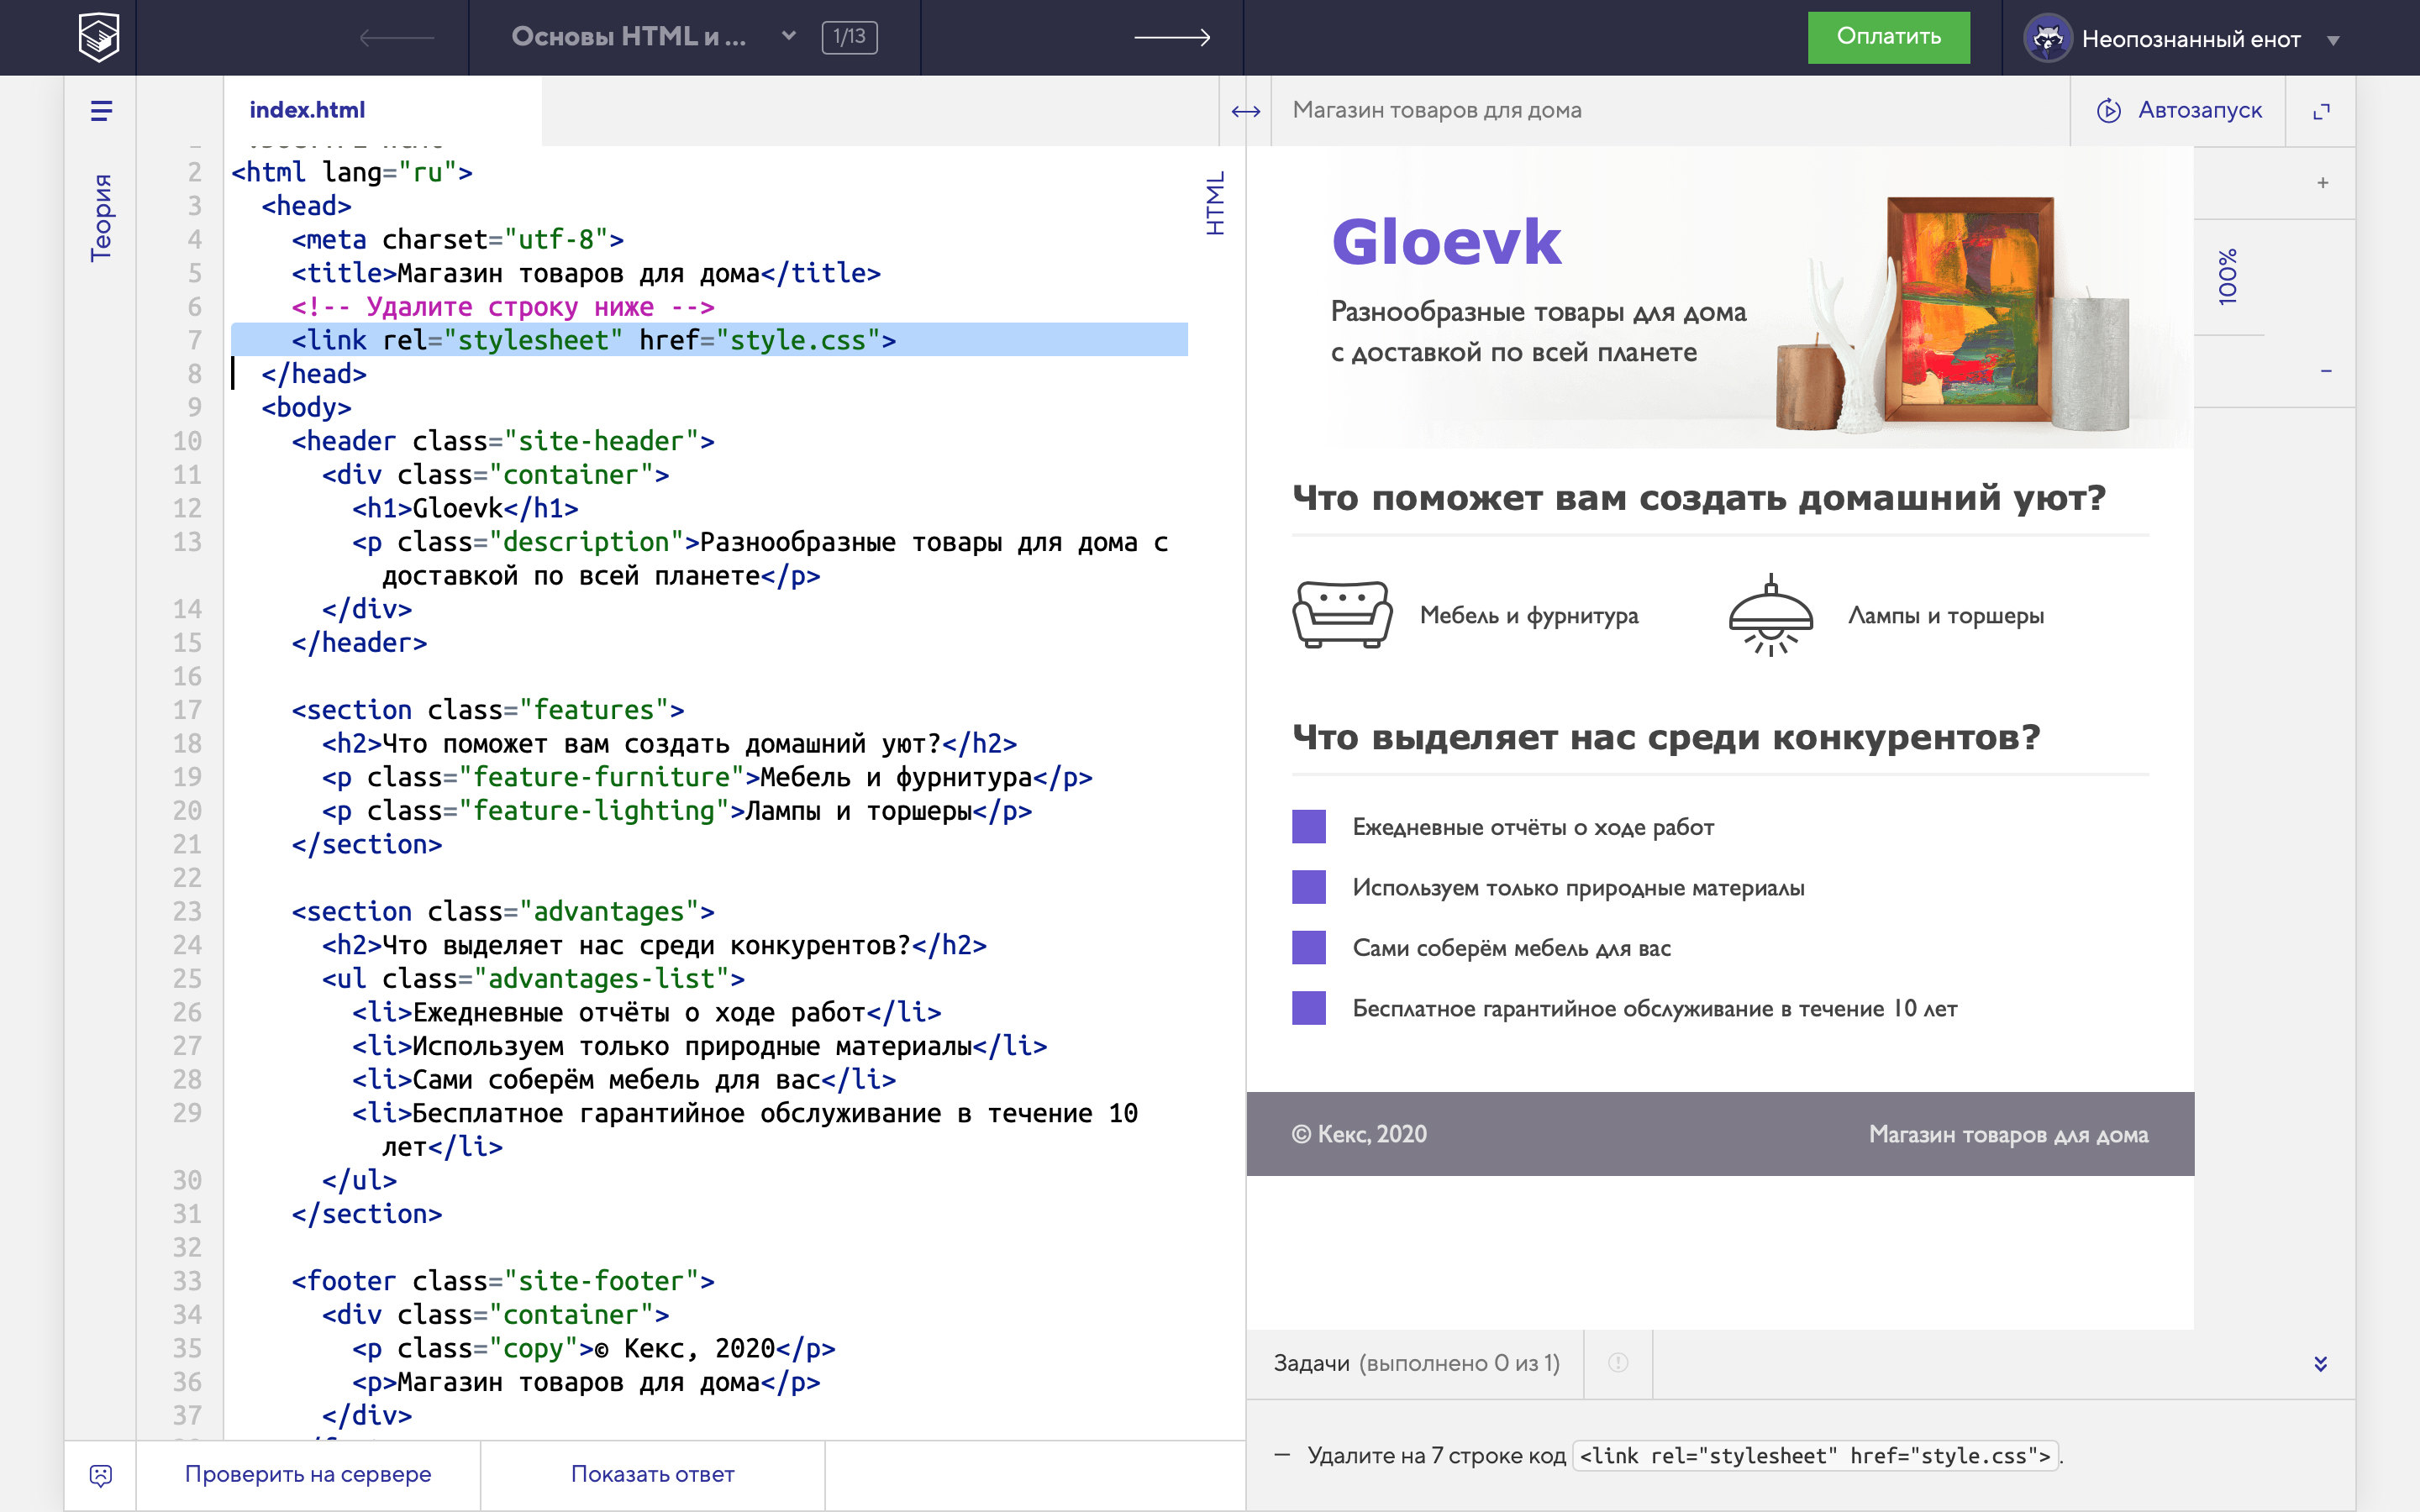 Основы HTML и ...
1/13
Оплатить
Неопознанный енот
Теория
index.html
HTML
2 <html lang="ru">
3 <head>
4 <meta charset="utf-8">
5 <title>Магазин товаров для дома</title>
6 <!-- Удалите строку ниже -->
7 <link rel="stylesheet" href="style.css">
8 </head>
9 <body>
10 <header class="site-header">
11 <div class="container">
12 <h1>Gloevk</h1>
13 <p class="description">Разнообразные товары для дома с
доставкой по всей планете</p>
14 </div>
15 </header>
16
17 <section class="features">
18 <h2>Что поможет вам создать домашний уют?</h2>
19 <p class="feature-furniture">Мебель и фурнитура</p>
20 <p class="feature-lighting">Лампы и торшеры</p>
21 </section>
22
23 <section class="advantages">
24 <h2>Что выделяет нас среди конкурентов?</h2>
25 <ul class="advantages-list">
26 <li>Ежедневные отчёты о ходе работ</li>
27 <li>Используем только природные материалы</li>
28 <li>Сами соберём мебель для вас</li>
29 <li>Бесплатное гарантийное обслуживание в течение 10
лет</li>
30 </ul>
31 </section>
32
33 <footer class="site-footer">
34 <div class="container">
35 <p class="copy">© Кекс, 2020</p>
36 <p>Магазин товаров для дома</p>
37 </div>
Проверить на сервере
Показать ответ
Магазин товаров для дома
Автозапуск
+
100%
−
Gloevk
Разнообразные товары для дома
с доставкой по всей планете
Что поможет вам создать домашний уют?
Мебель и фурнитура
Лампы и торшеры
Что выделяет нас среди конкурентов?
Ежедневные отчёты о ходе работ
Используем только природные материалы
Сами соберём мебель для вас
Бесплатное гарантийное обслуживание в течение 10 лет
© Кекс, 2020
Магазин товаров для дома
Задачи (выполнено 0 из 1)
— Удалите на 7 строке код <link rel="stylesheet" href="style.css">.